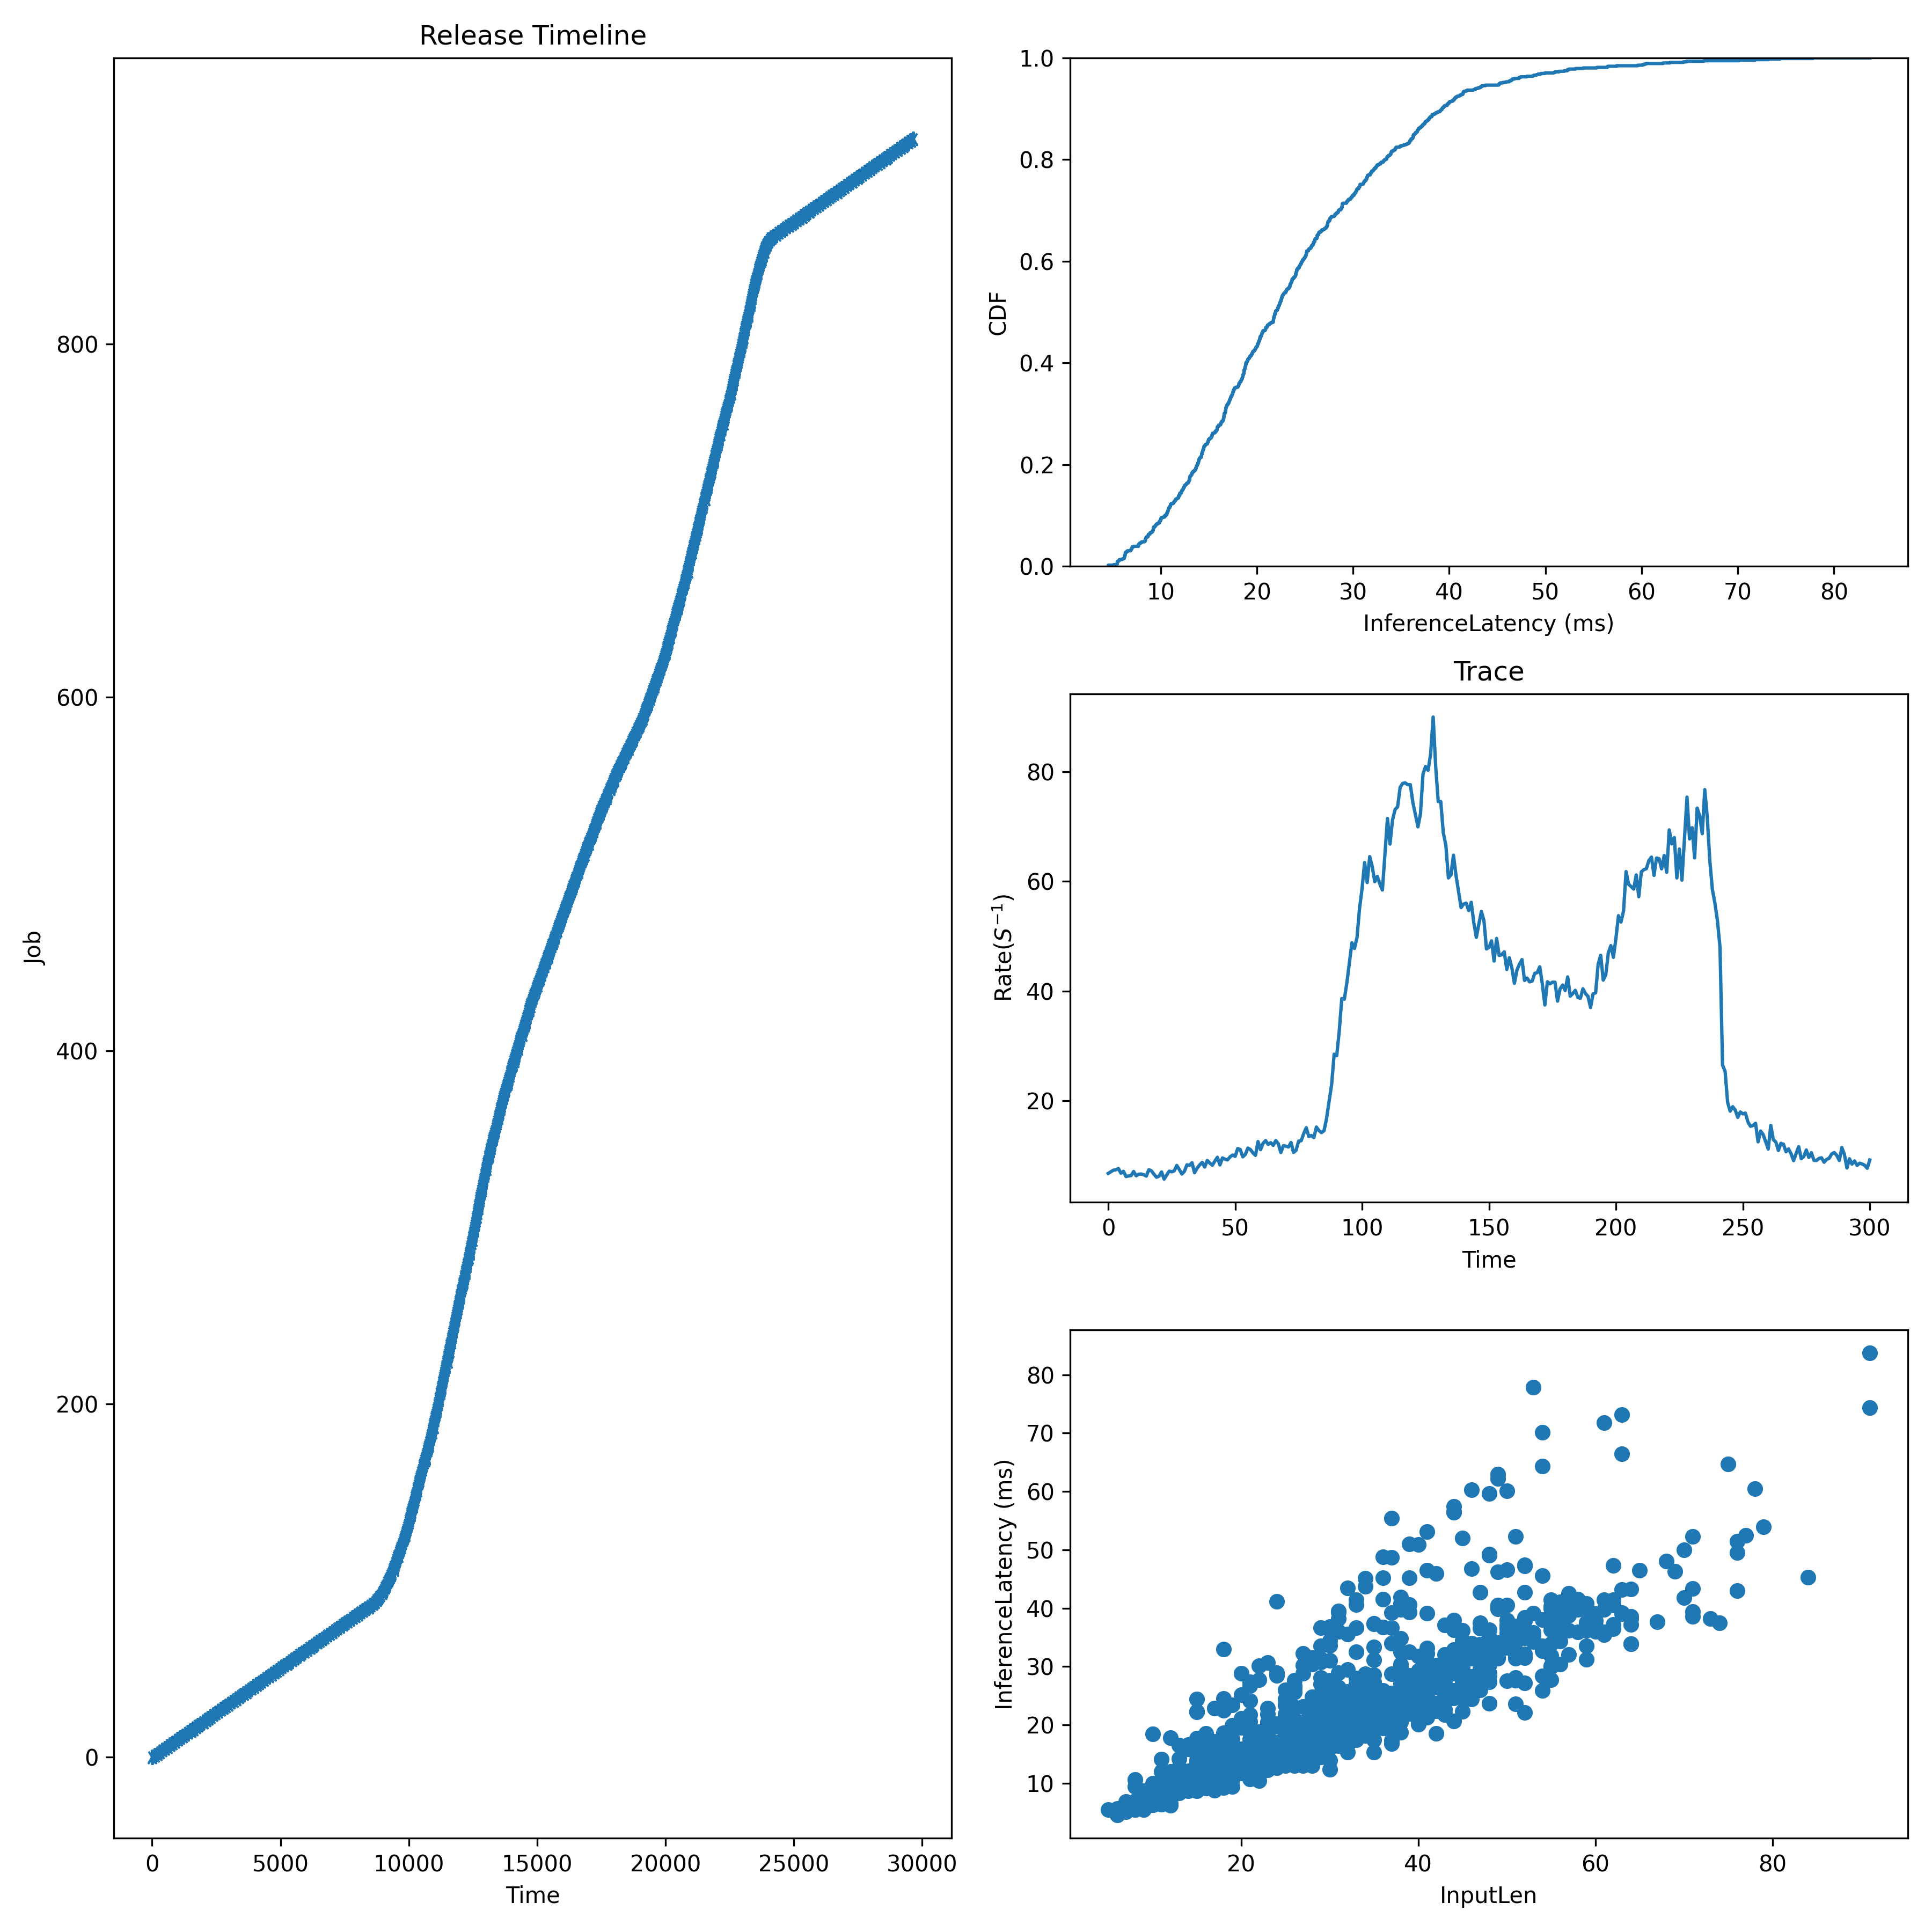 Release Timeline
Job
800
600
400
200
0
0 5000 10000 15000 20000 25000 30000
Time
CDF
1.0
0.8
0.6
0.4
0.2
0.0
10 20 30 40 50 60 70 80
InferenceLatency (ms)
Trace
Rate(S⁻¹)
80
60
40
20
0 50 100 150 200 250 300
Time
InferenceLatency (ms)
80
70
60
50
40
30
20
10
20 40 60 80
InputLen